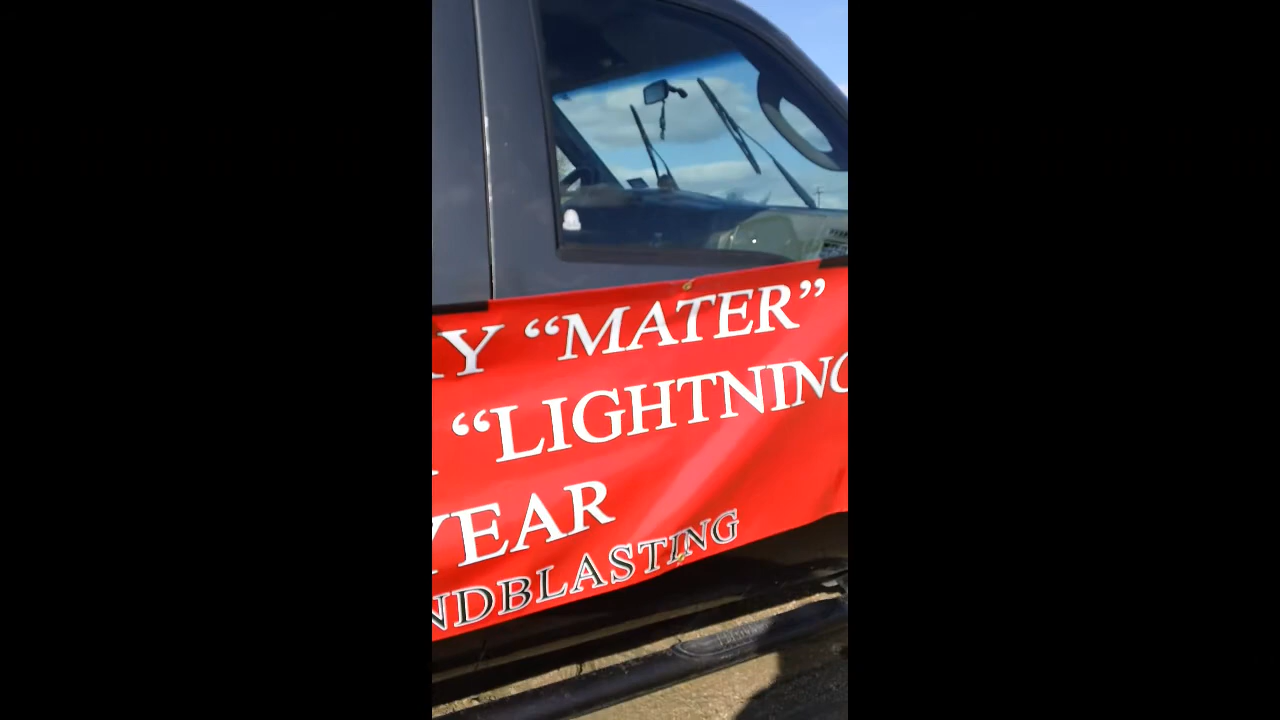 Y “MATER”
“LIGHTNING
YEAR
NDBLASTING